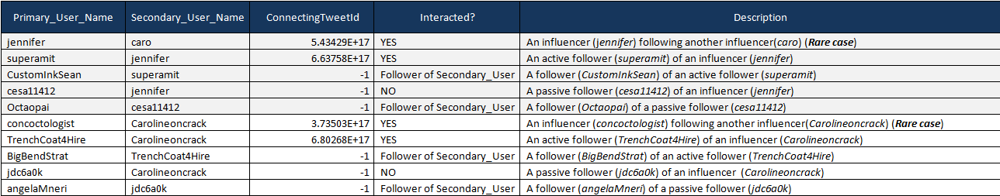 Primary_User_Name Secondary_User_Name ConnectingTweetId Interacted? Description
jennifer caro 5.43429E+17 YES An influencer (jennifer) following another influencer(caro) (Rare case)
superamit jennifer 6.63758E+17 YES An active follower (superamit) of an influencer (jennifer)
CustomInkSean superamit -1 Follower of Secondary_User A follower (CustomInkSean) of an active follower (superamit)
cesa11412 jennifer -1 NO A passive follower (cesa11412) of an influencer (jennifer)
Octaopai cesa11412 -1 Follower of Secondary_User A follower (Octaopai) of a passive follower (cesa11412)
concoctologist Carolineoncrack 3.73503E+17 YES An influencer (concoctologist) following another influencer(Carolineoncrack) (Rare case)
TrenchCoat4Hire Carolineoncrack 6.80268E+17 YES An active follower (TrenchCoat4Hire) of an influencer (Carolineoncrack)
BigBendStrat TrenchCoat4Hire -1 Follower of Secondary_User A follower (BigBendStrat) of an active follower (TrenchCoat4Hire)
jdc6a0k Carolineoncrack -1 NO A passive follower (jdc6a0k) of an influencer (Carolineoncrack)
angelaMneri jdc6a0k -1 Follower of Secondary_User A follower (angelaMneri) of a passive follower (jdc6a0k)